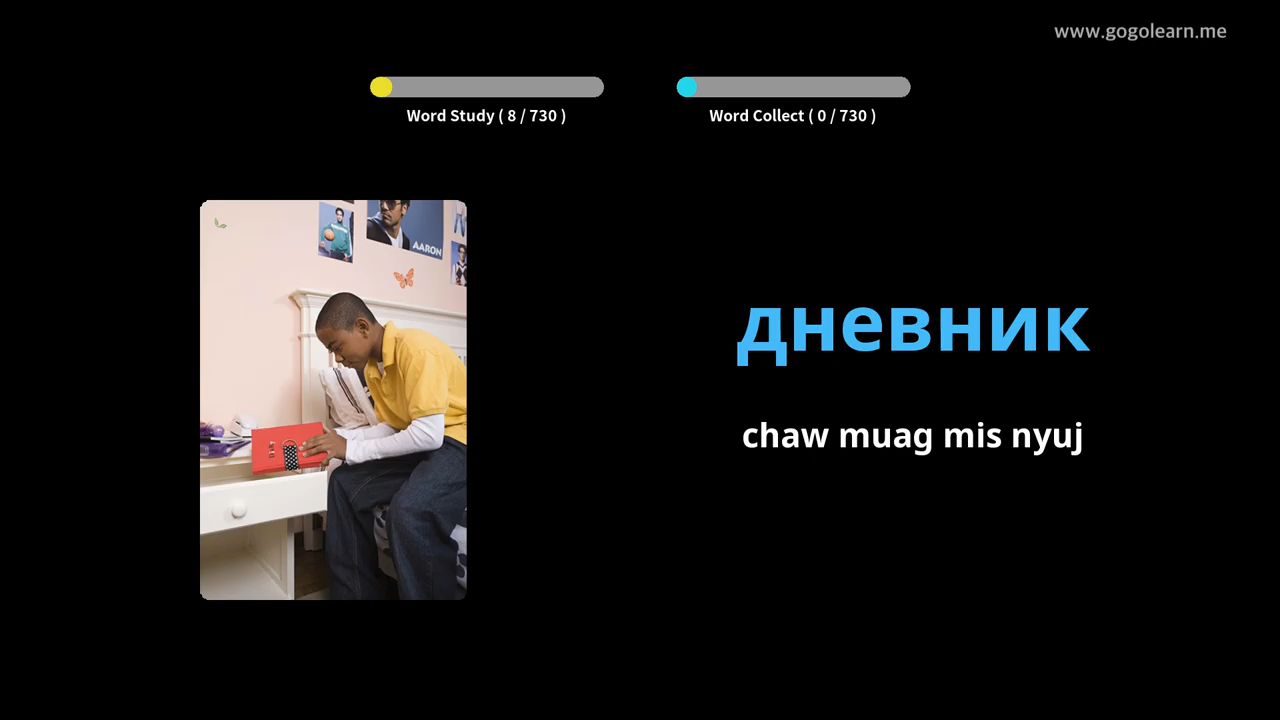 www.gogolearn.me
Word Study ( 8 / 730 )
Word Collect ( 0 / 730 )
AARON
дневник
chaw muag mis nyuj